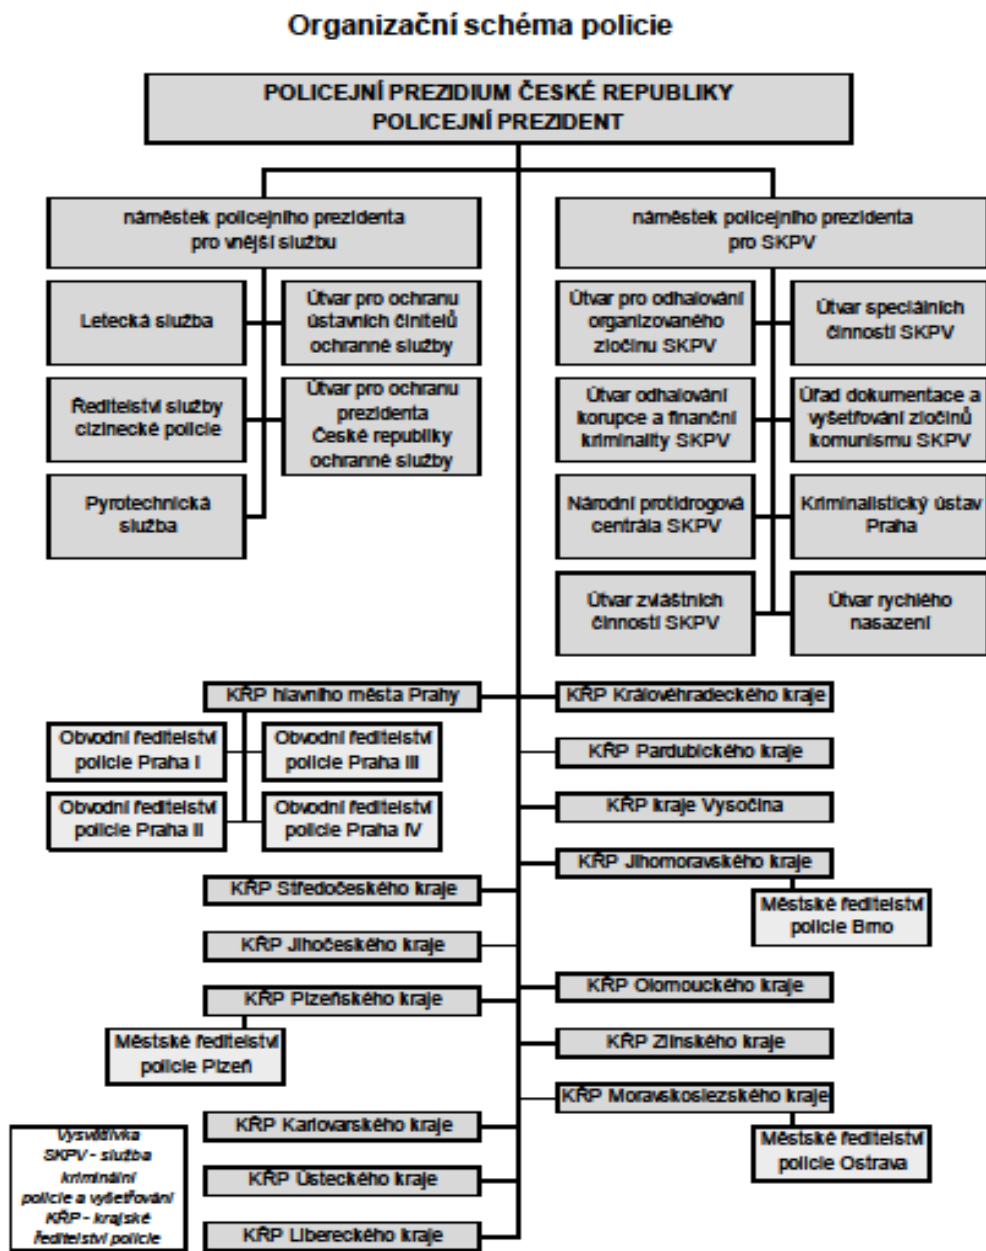 Organizační schéma policie
POLICEJNÍ PREZIDIUM ČESKÉ REPUBLIKY
POLICEJNÍ PREZIDENT
náměstek policejního prezidenta
pro vnější službu
náměstek policejního prezidenta
pro SKPV
Letecká služba
Útvar pro ochranu
ústavních činitelů
ochranné služby
Ředitelství služby
cizinecké policie
Útvar pro ochranu
prezidenta
České republiky
ochranné služby
Pyrotechnická
služba
Útvar pro odhalování
organizovaného
zločinu SKPV
Útvar speciálních
činností SKPV
Útvar odhalování
korupce a finanční
kriminality SKPV
Úřad dokumentace a
vyšetřování zločinů
komunismu SKPV
Národní protidrogová
centrála SKPV
Kriminalistický ústav
Praha
Útvar zvláštních
činností SKPV
Útvar rychlého
nasazení
KŘP hlavního města Prahy
Obvodní ředitelství
policie Praha I
Obvodní ředitelství
policie Praha III
Obvodní ředitelství
policie Praha II
Obvodní ředitelství
policie Praha IV
KŘP Středočeského kraje
KŘP Jihočeského kraje
KŘP Plzeňského kraje
Městské ředitelství
policie Plzeň
KŘP Karlovarského kraje
KŘP Ústeckého kraje
KŘP Libereckého kraje
KŘP Královéhradeckého kraje
KŘP Pardubického kraje
KŘP kraje Vysočina
KŘP Jihomoravského kraje
Městské ředitelství
policie Brno
KŘP Olomouckého kraje
KŘP Zlínského kraje
KŘP Moravskoslezského kraje
Městské ředitelství
policie Ostrava
Vysvětlivka
SKPV - služba
kriminální
policie a vyšetřování
KŘP - krajské
ředitelství policie